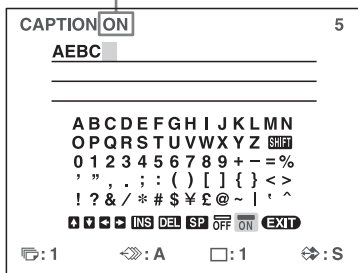 CAPTION ON 5
AEBC
A B C D E F G H I J K L M N
O P Q R S T U V W X Y Z SHIFT
0 1 2 3 4 5 6 7 8 9 + − = %
' " , . ; : ( ) [ ] { } < >
! ? & / * # $ ¥ £ @ ~ | ‛ ^
INS DEL SP OFF ON EXIT
:1 :A :1 :S